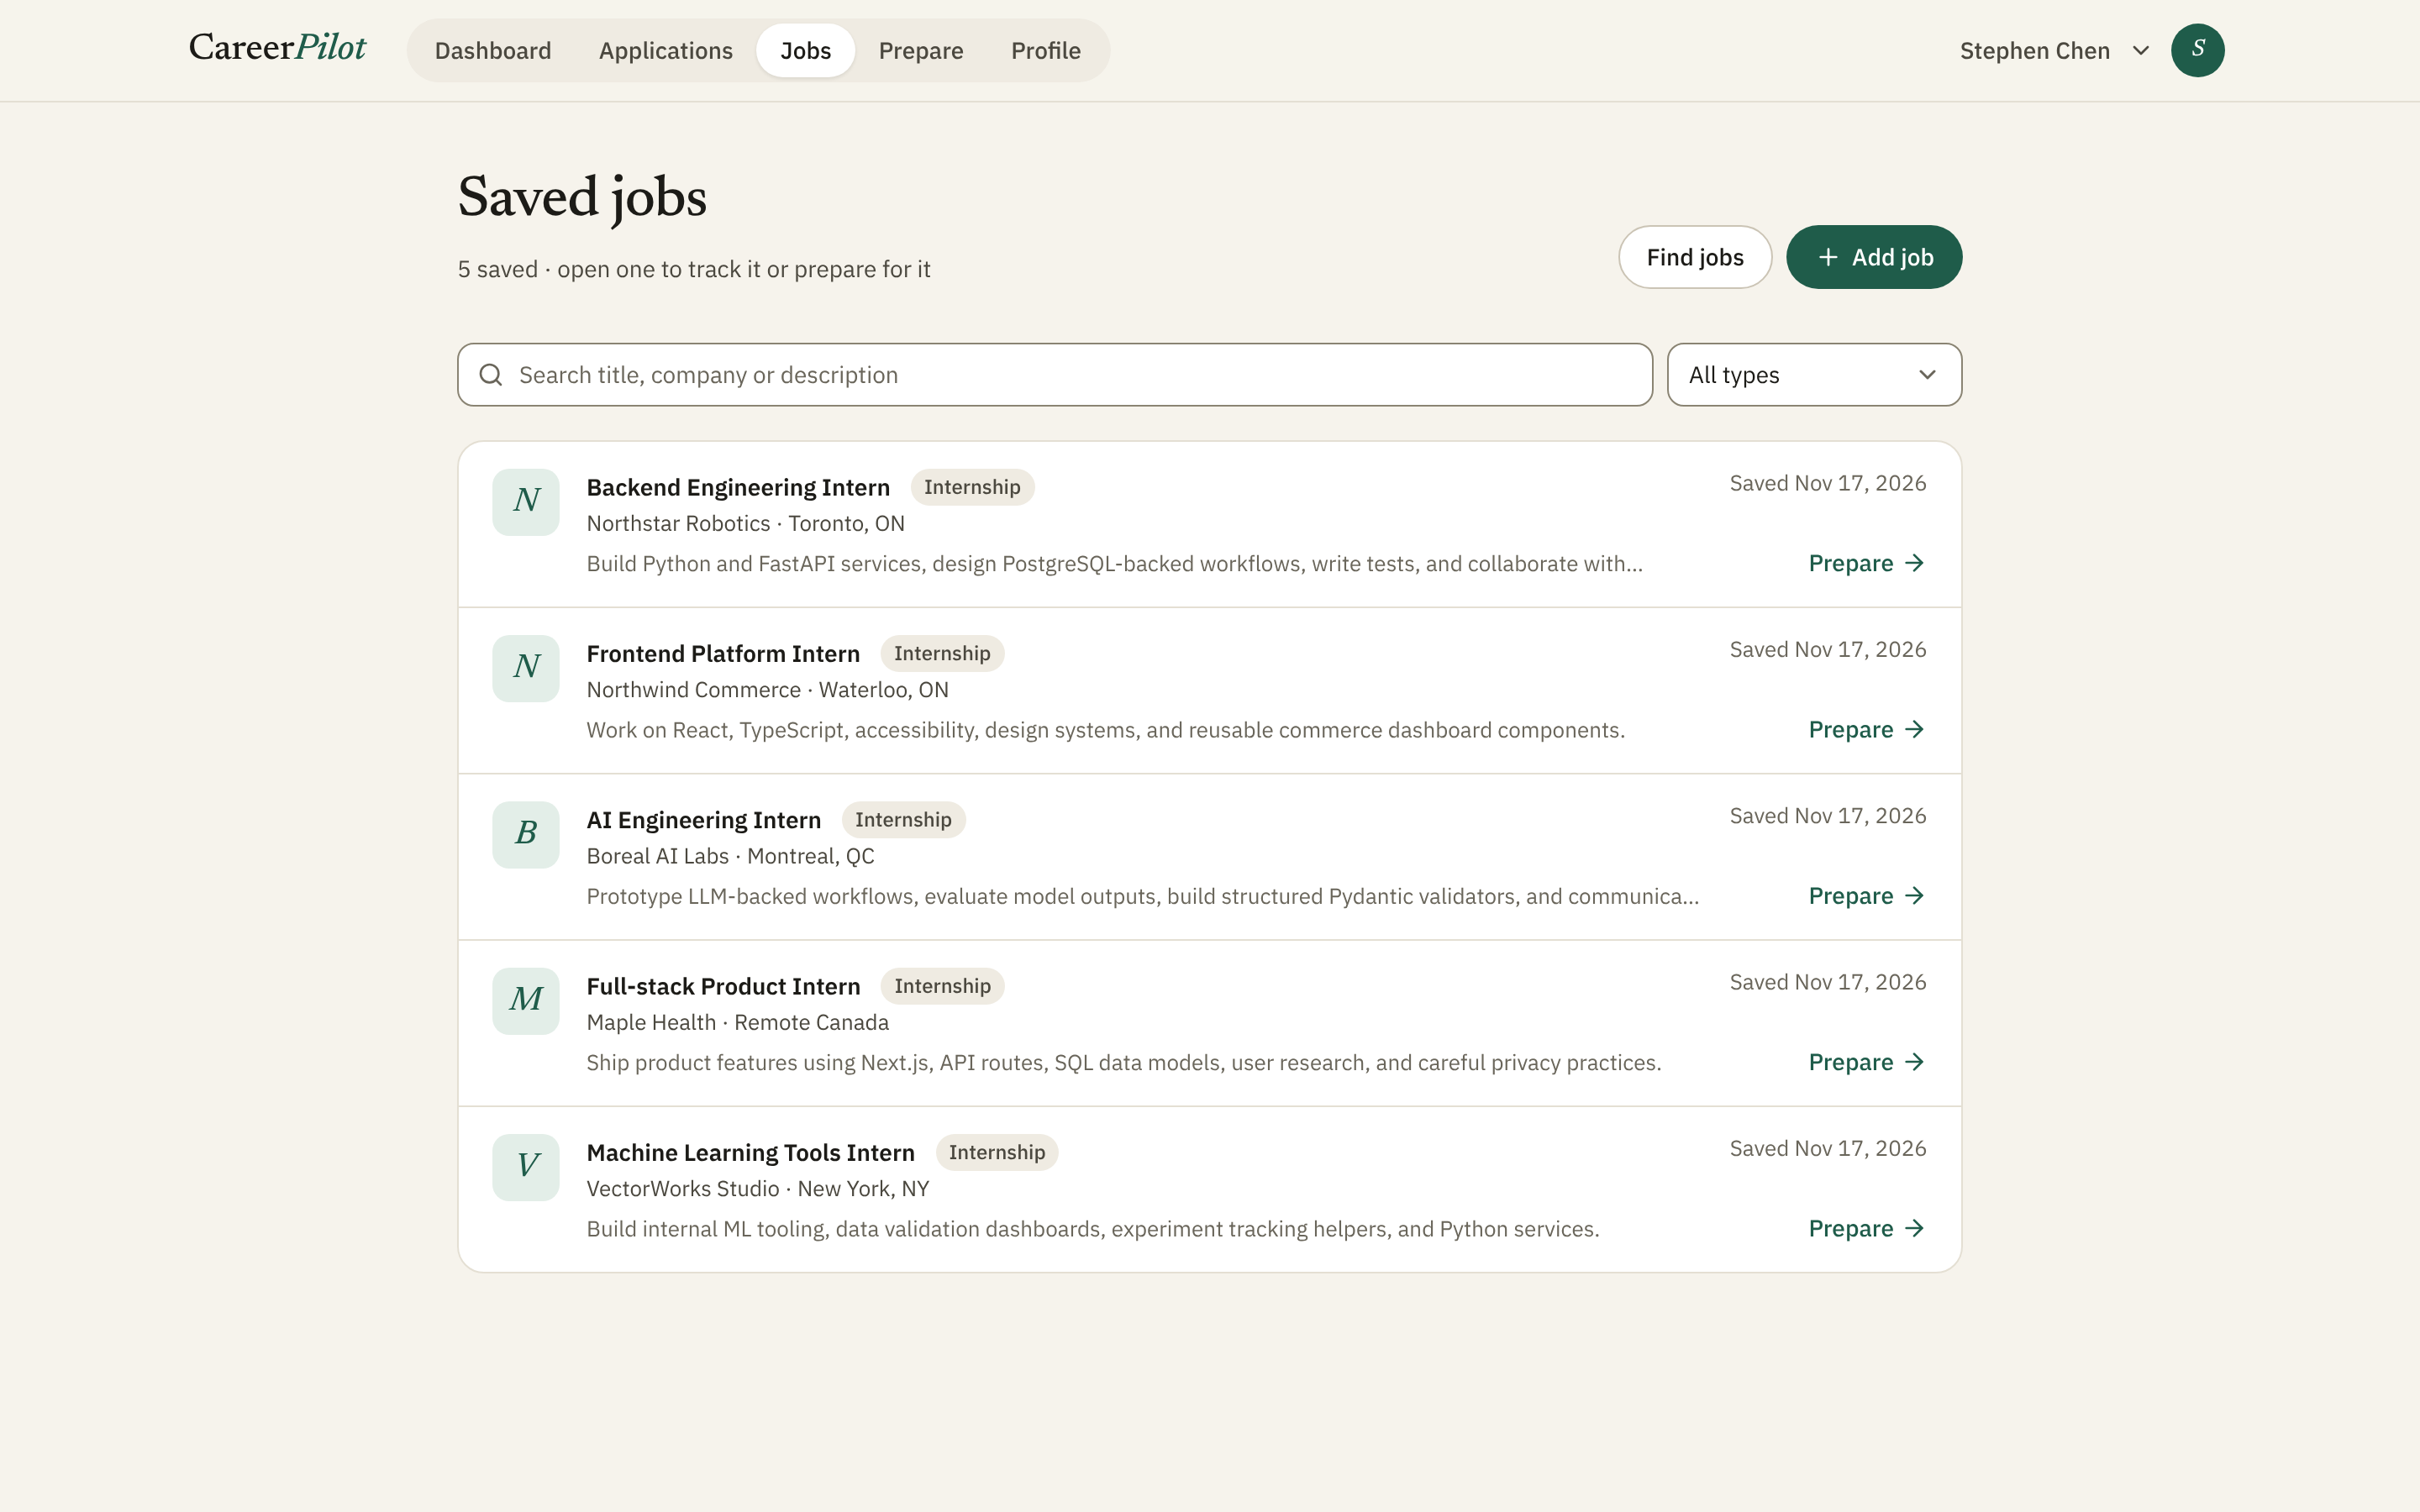 CareerPilot Dashboard Applications Jobs Prepare Profile Stephen Chen S
Saved jobs
5 saved · open one to track it or prepare for it
Find jobs + Add job
Search title, company or description All types
N Backend Engineering Intern Internship Saved Nov 17, 2026
Northstar Robotics · Toronto, ON
Build Python and FastAPI services, design PostgreSQL-backed workflows, write tests, and collaborate with... Prepare →
N Frontend Platform Intern Internship Saved Nov 17, 2026
Northwind Commerce · Waterloo, ON
Work on React, TypeScript, accessibility, design systems, and reusable commerce dashboard components. Prepare →
B AI Engineering Intern Internship Saved Nov 17, 2026
Boreal AI Labs · Montreal, QC
Prototype LLM-backed workflows, evaluate model outputs, build structured Pydantic validators, and communica... Prepare →
M Full-stack Product Intern Internship Saved Nov 17, 2026
Maple Health · Remote Canada
Ship product features using Next.js, API routes, SQL data models, user research, and careful privacy practices. Prepare →
V Machine Learning Tools Intern Internship Saved Nov 17, 2026
VectorWorks Studio · New York, NY
Build internal ML tooling, data validation dashboards, experiment tracking helpers, and Python services. Prepare →